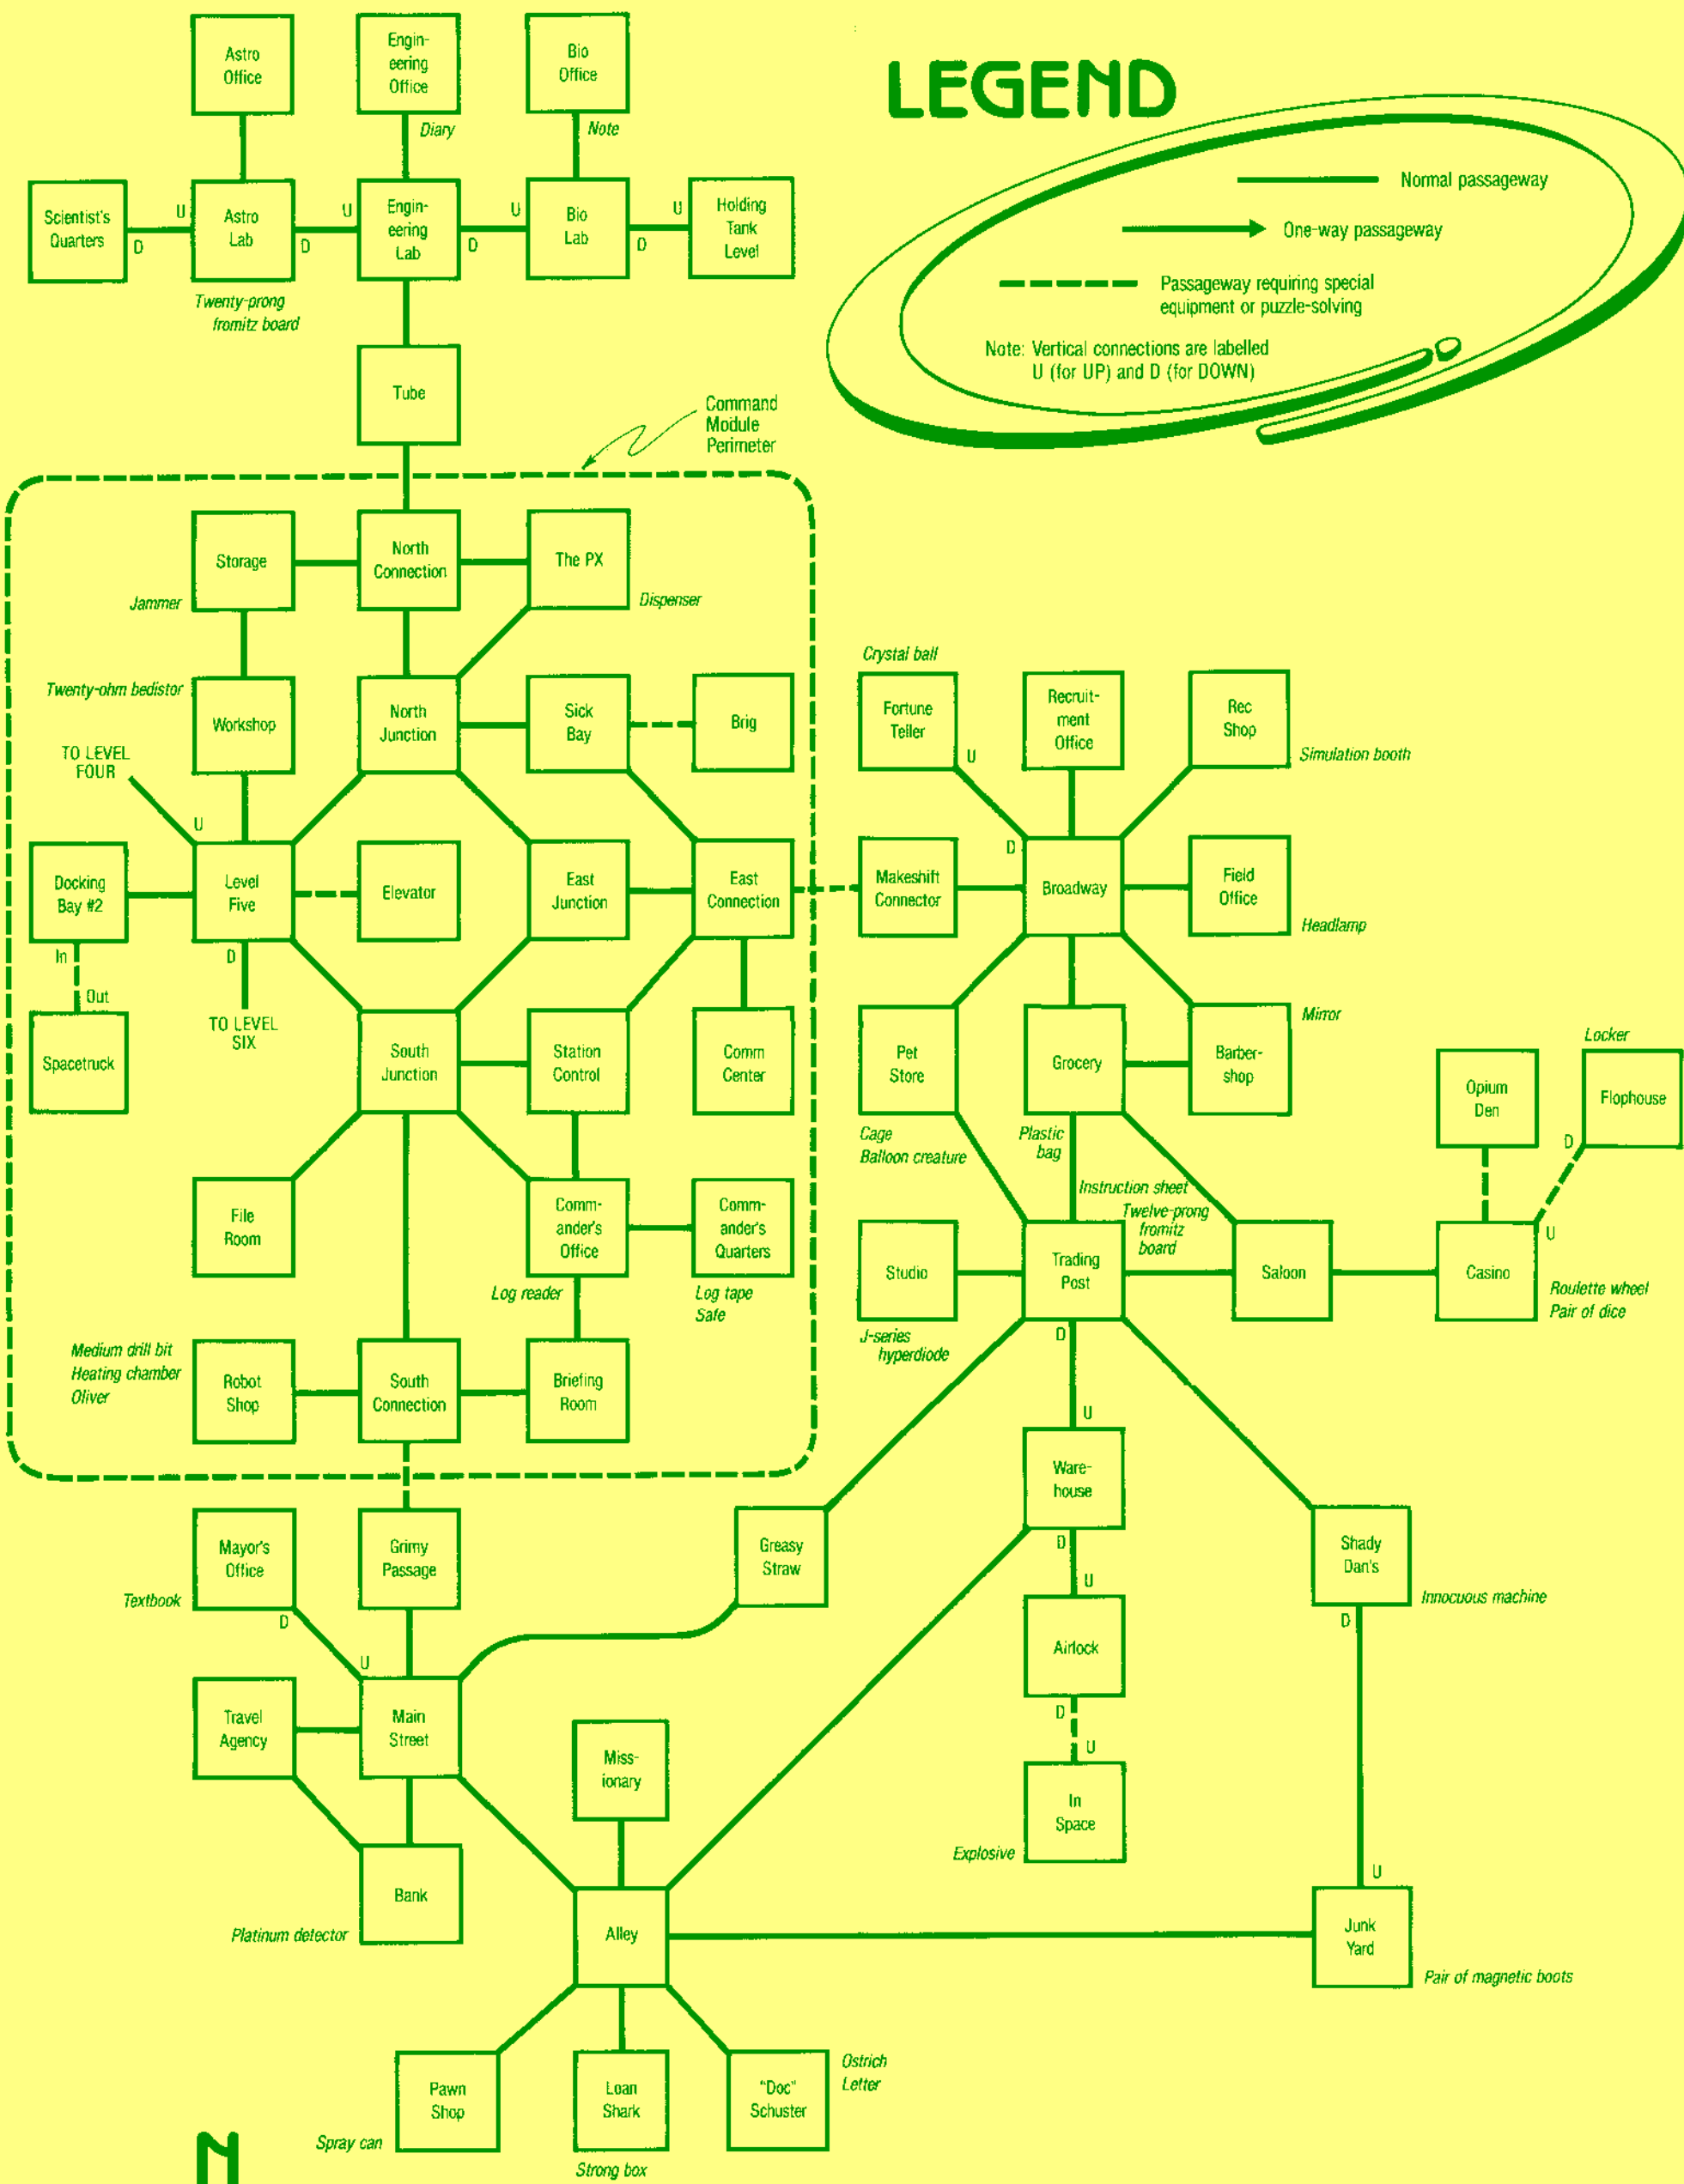 LEGEND
Normal passageway
One-way passageway
Passageway requiring special
equipment or puzzle-solving
Note: Vertical connections are labelled
U (for UP) and D (for DOWN)
Astro
Office
Engin-
eering
Office
Diary
Bio
Office
Note
Scientist's
Quarters
U
D
Astro
Lab
Twenty-prong
fromitz board
U
D
Engin-
eering
Lab
U
D
Bio
Lab
U
D
Holding
Tank
Level
Tube
Command
Module
Perimeter
Storage
Jammer
North
Connection
The PX
Dispenser
Twenty-ohm bedistor
Workshop
North
Junction
Sick
Bay
Brig
TO LEVEL
FOUR
U
Docking
Bay #2
In
Out
Spacetruck
Level
Five
D
TO LEVEL
SIX
Elevator
East
Junction
East
Connection
South
Junction
Station
Control
Comm
Center
File
Room
Comm-
ander's
Office
Log reader
Comm-
ander's
Quarters
Log tape
Safe
Medium drill bit
Heating chamber
Oliver
Robot
Shop
South
Connection
Briefing
Room
Crystal ball
Fortune
Teller
U
D
Recruit-
ment
Office
Rec
Shop
Simulation booth
Makeshift
Connector
Broadway
Field
Office
Headlamp
Pet
Store
Cage
Balloon creature
Grocery
Plastic
bag
Barber-
shop
Mirror
Instruction sheet
Twelve-prong
fromitz
board
Opium
Den
Locker
Flophouse
D
U
Studio
J-series
hyperdiode
Trading
Post
D
Saloon
Casino
Roulette wheel
Pair of dice
U
Ware-
house
D
U
Airlock
D
U
In
Space
Explosive
Greasy
Straw
Shady
Dan's
Innocuous machine
D
U
Junk
Yard
Pair of magnetic boots
Mayor's
Office
Textbook
D
U
Grimy
Passage
Travel
Agency
Main
Street
Bank
Platinum detector
Miss-
ionary
Alley
Pawn
Shop
Spray can
Loan
Shark
Strong box
"Doc"
Schuster
Ostrich
Letter
N